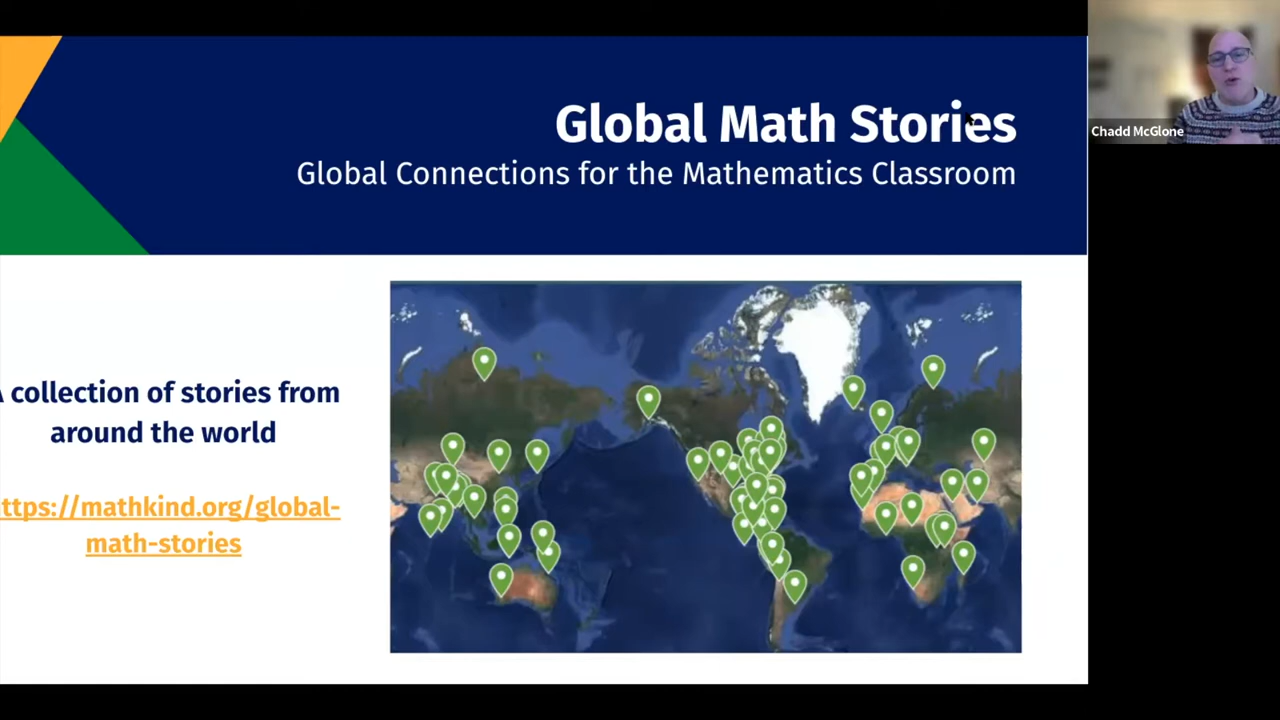 Global Math Stories
Global Connections for the Mathematics Classroom
Chadd McGlone
collection of stories from
around the world
ttps://mathkind.org/global-
math-stories